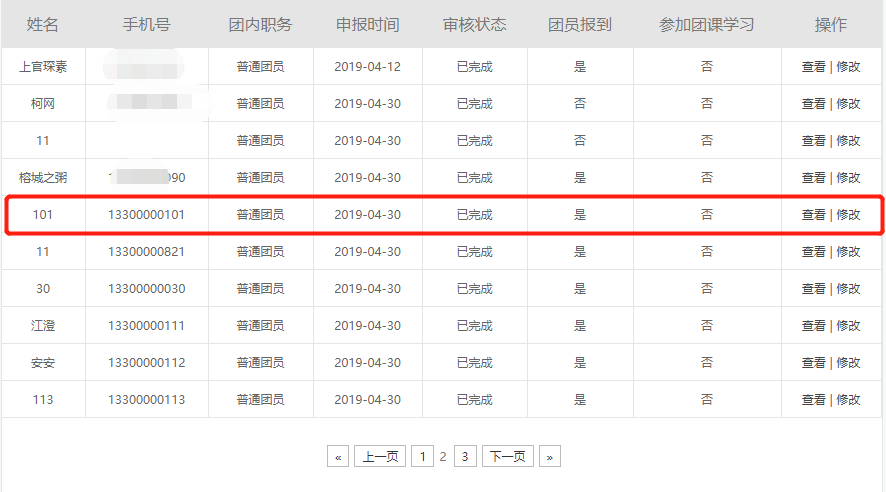 姓名 手机号 团内职务 申报时间 审核状态 团员报到 参加团课学习 操作
上官琛素 普通团员 2019-04-12 已完成 是 否 查看 | 修改
柯网 普通团员 2019-04-30 已完成 否 否 查看 | 修改
11 普通团员 2019-04-30 已完成 否 否 查看 | 修改
榕城之粥 090 普通团员 2019-04-30 已完成 是 否 查看 | 修改
101 13300000101 普通团员 2019-04-30 已完成 是 否 查看 | 修改
11 13300000821 普通团员 2019-04-30 已完成 是 否 查看 | 修改
30 13300000030 普通团员 2019-04-30 已完成 是 否 查看 | 修改
江澄 13300000111 普通团员 2019-04-30 已完成 是 否 查看 | 修改
安安 13300000112 普通团员 2019-04-30 已完成 是 否 查看 | 修改
113 13300000113 普通团员 2019-04-30 已完成 是 否 查看 | 修改
« 上一页 1 2 3 下一页 »